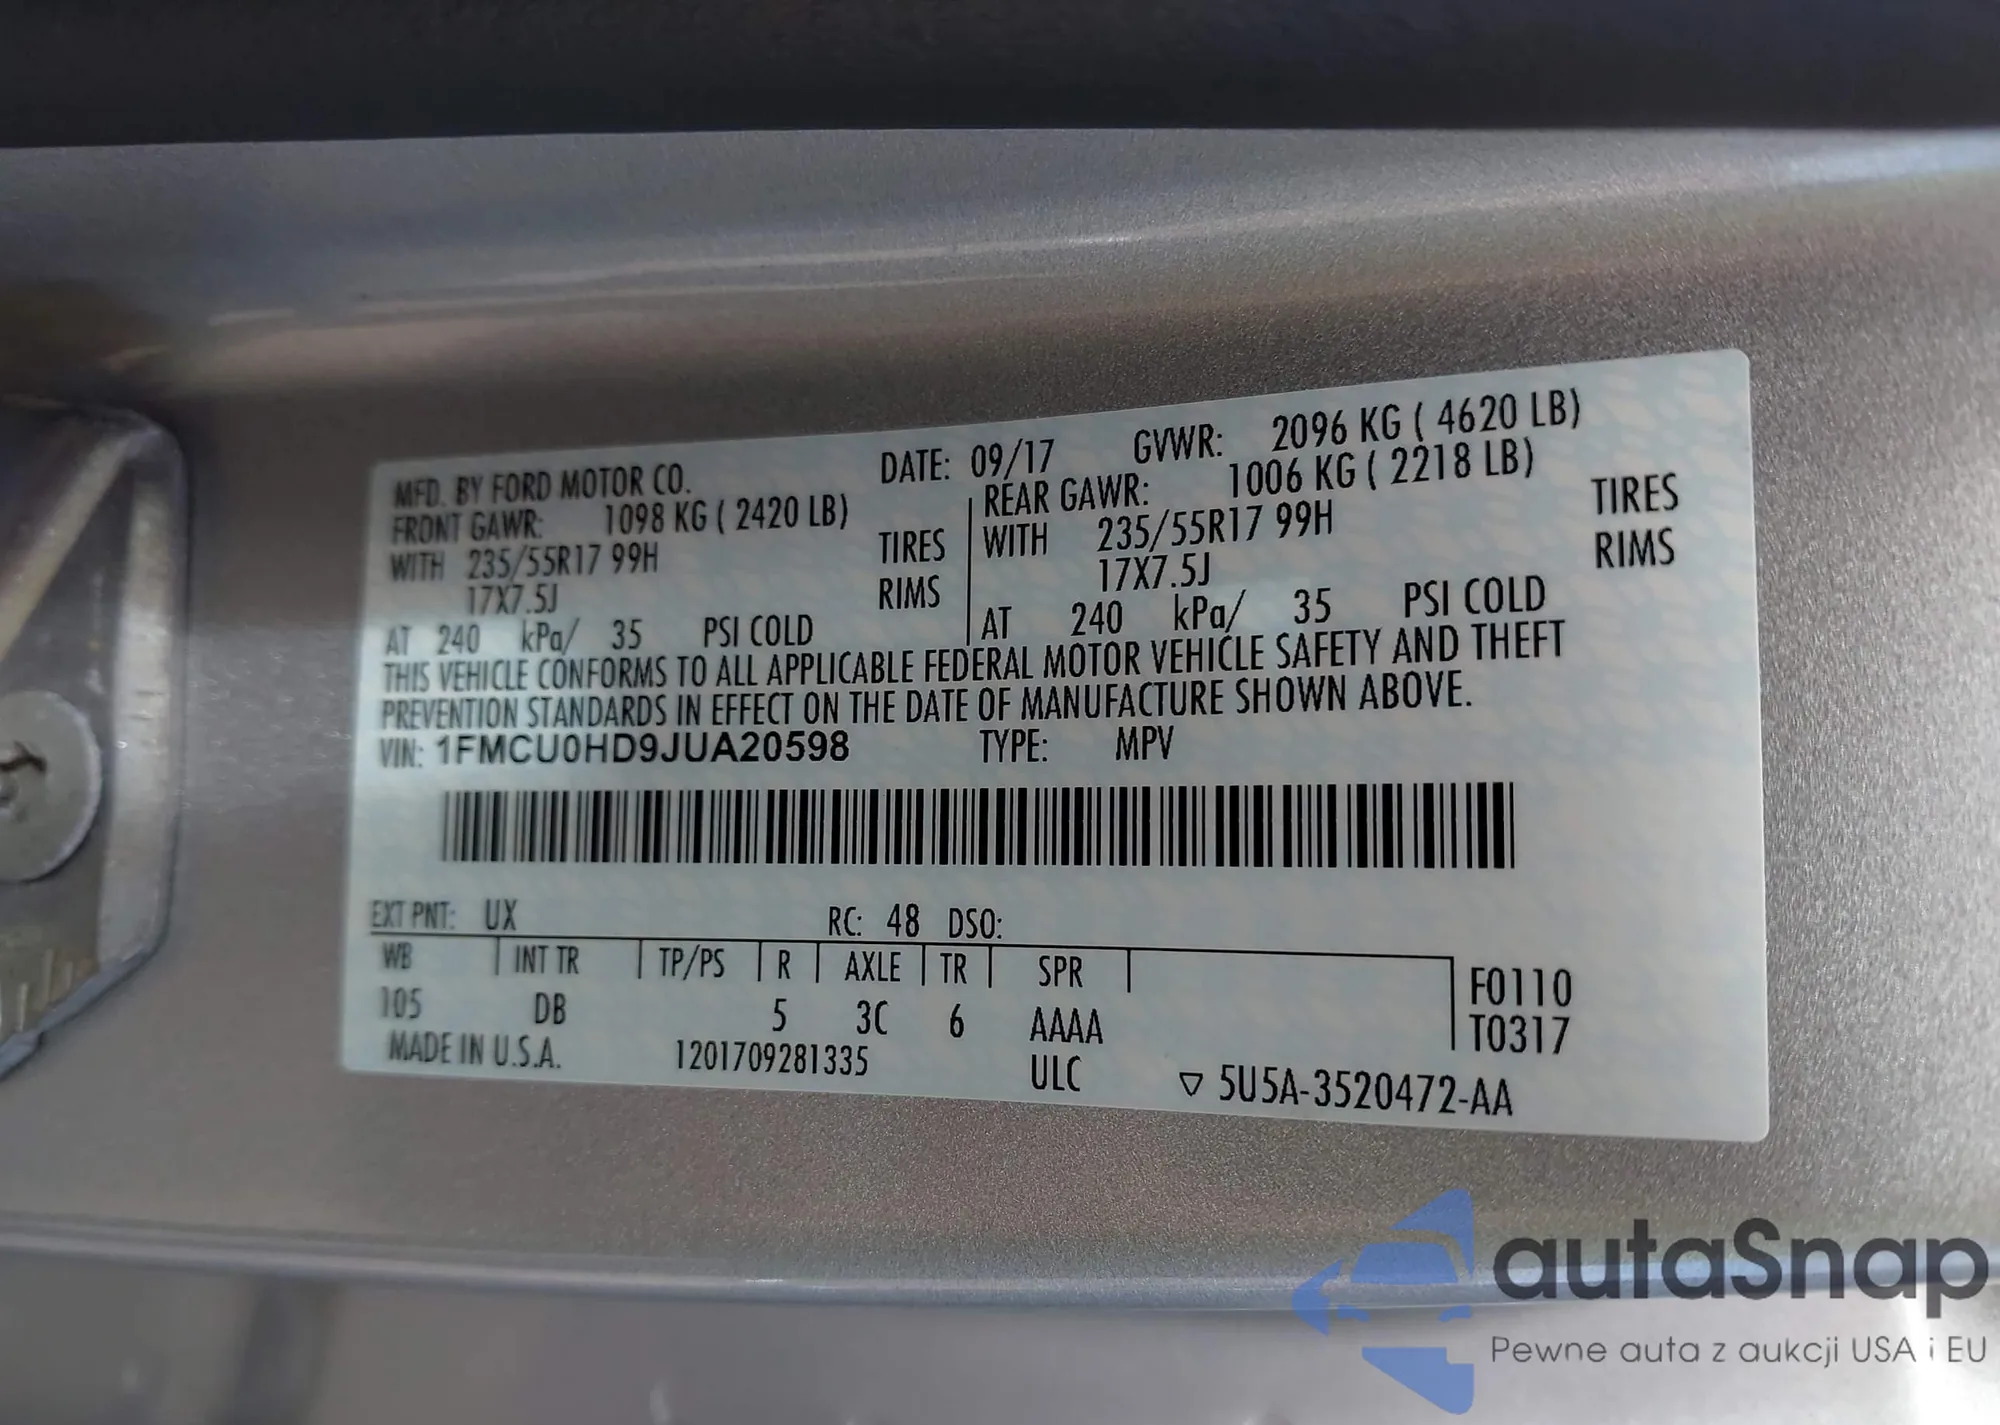 MFD. BY FORD MOTOR CO. DATE: 09/17 GVWR: 2096 KG ( 4620 LB)
FRONT GAWR: 1098 KG ( 2420 LB) REAR GAWR: 1006 KG ( 2218 LB)
WITH 235/55R17 99H TIRES WITH 235/55R17 99H TIRES
17X7.5J RIMS 17X7.5J RIMS
AT 240 kPa/ 35 PSI COLD AT 240 kPa/ 35 PSI COLD
THIS VEHICLE CONFORMS TO ALL APPLICABLE FEDERAL MOTOR VEHICLE SAFETY AND THEFT
PREVENTION STANDARDS IN EFFECT ON THE DATE OF MANUFACTURE SHOWN ABOVE.
VIN: 1FMCU0HD9JUA20598 TYPE: MPV
EXT PNT: UX RC: 48 DSO:
WB INT TR TP/PS R AXLE TR SPR F0110
105 DB 5 3C 6 AAAA T0317
MADE IN U.S.A. 1201709281335 ULC ▽ 5U5A-3520472-AA
autaSnap
Pewne auta z aukcji USA i EU